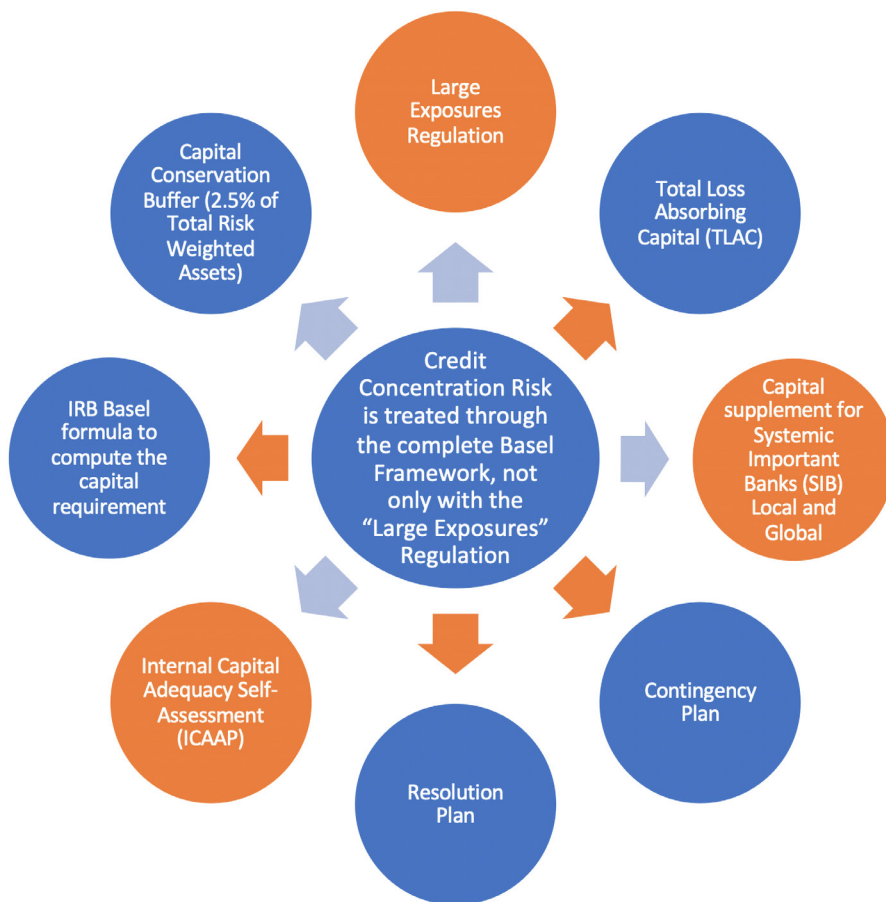 Large
Exposures
Regulation
Capital
Conservation
Buffer (2.5% of
Total Risk
Weighted
Assets)
Total Loss
Absorbing
Capital (TLAC)
IRB Basel
formula to
compute the
capital
requirement
Credit
Concentration Risk
is treated through
the complete Basel
Framework, not
only with the
“Large Exposures”
Regulation
Capital
supplement for
Systemic
Important
Banks (SIB)
Local and
Global
Internal Capital
Adequacy Self-
Assessment
(ICAAP)
Contingency
Plan
Resolution
Plan